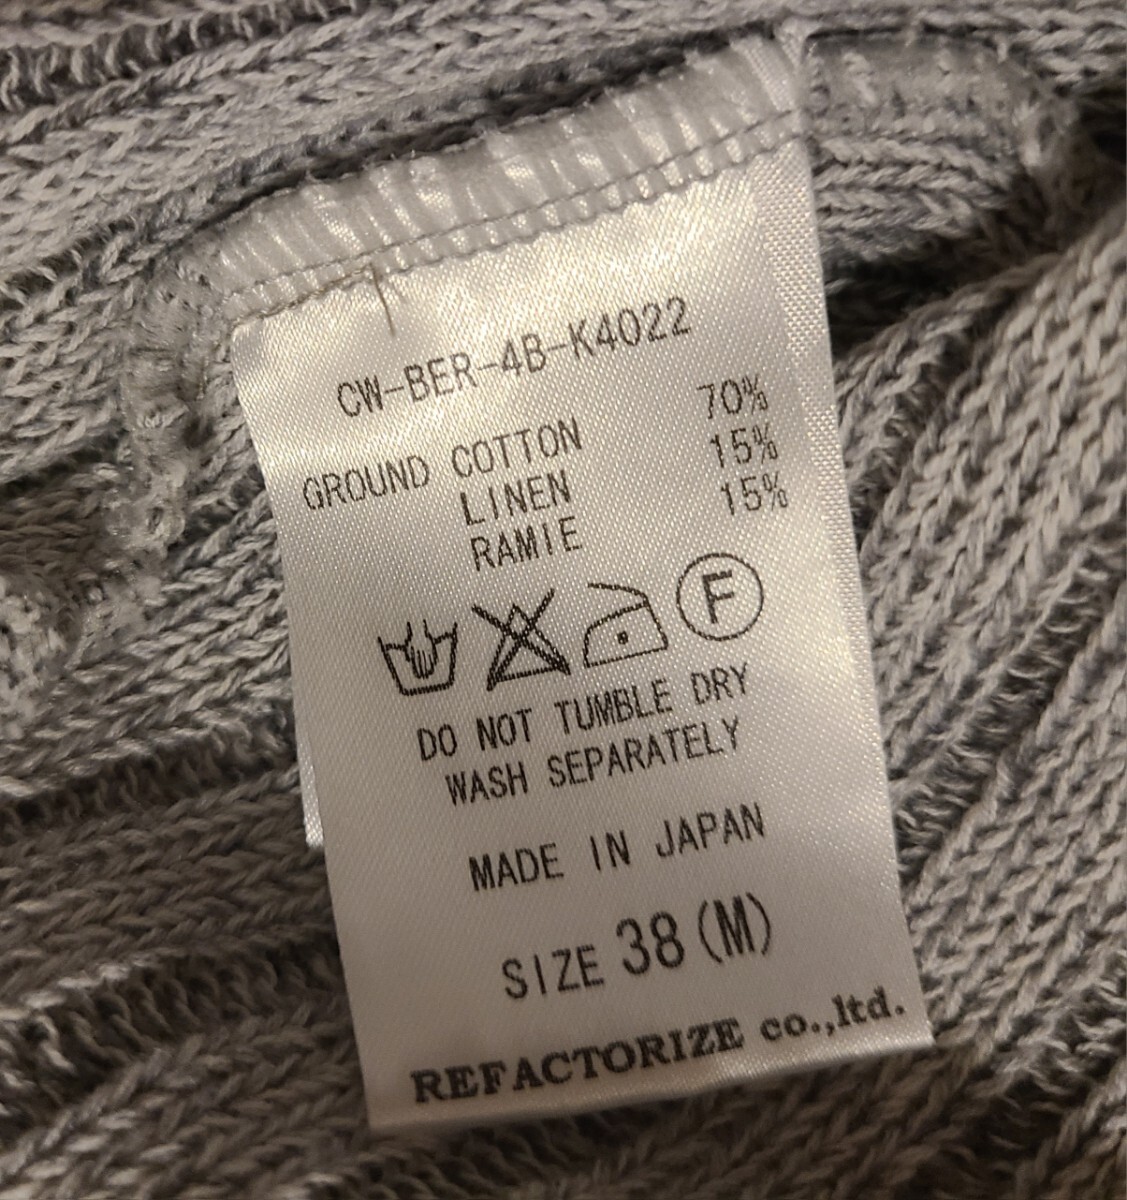 CW-BER-4B-K4022
GROUND COTTON 70%
LINEN 15%
RAMIE 15%
F
DO NOT TUMBLE DRY
WASH SEPARATELY
MADE IN JAPAN
SIZE 38(M)
REFACTORIZE co.,ltd.